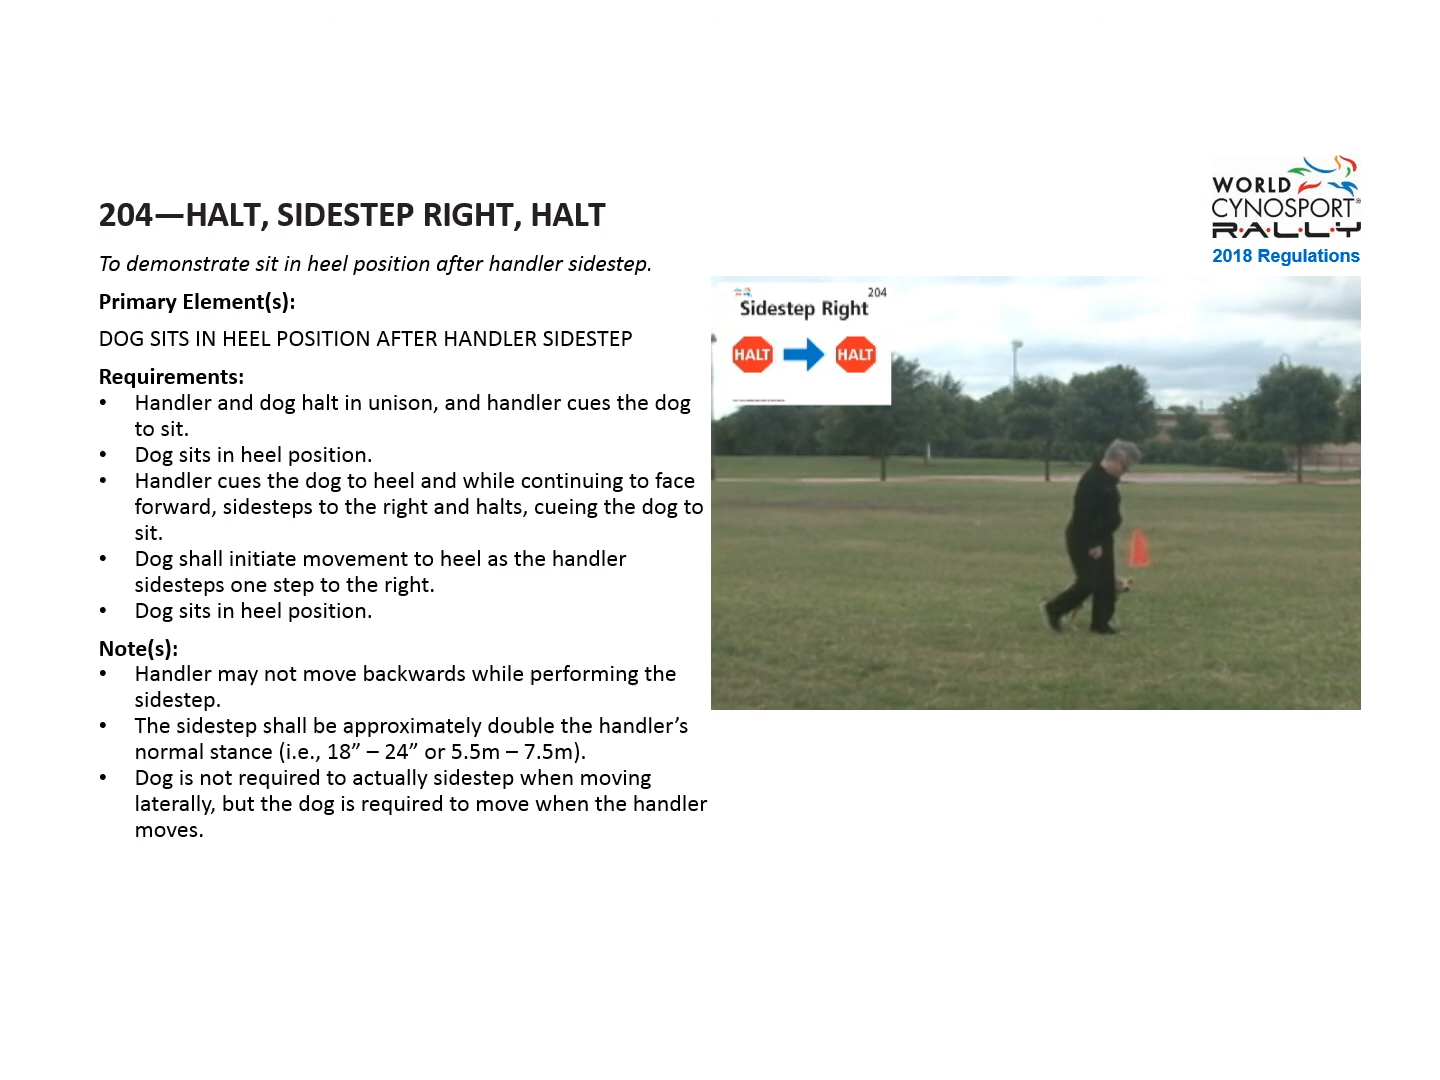 WORLD
CYNOSPORT®
R·A·L·L·Y
2018 Regulations
204—HALT, SIDESTEP RIGHT, HALT
To demonstrate sit in heel position after handler sidestep.
Primary Element(s):
DOG SITS IN HEEL POSITION AFTER HANDLER SIDESTEP
Requirements:
• Handler and dog halt in unison, and handler cues the dog
to sit.
• Dog sits in heel position.
• Handler cues the dog to heel and while continuing to face
forward, sidesteps to the right and halts, cueing the dog to
sit.
• Dog shall initiate movement to heel as the handler
sidesteps one step to the right.
• Dog sits in heel position.
Note(s):
• Handler may not move backwards while performing the
sidestep.
• The sidestep shall be approximately double the handler’s
normal stance (i.e., 18” – 24” or 5.5m – 7.5m).
• Dog is not required to actually sidestep when moving
laterally, but the dog is required to move when the handler
moves.
204
Sidestep Right
HALT HALT